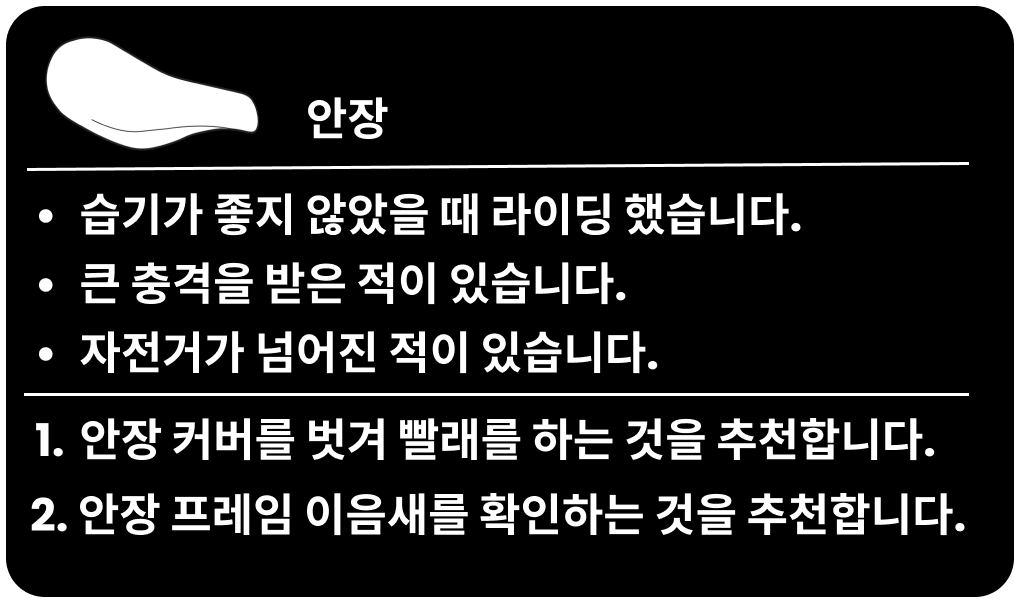 안장
• 습기가 좋지 않았을 때 라이딩 했습니다.
• 큰 충격을 받은 적이 있습니다.
• 자전거가 넘어진 적이 있습니다.
1. 안장 커버를 벗겨 빨래를 하는 것을 추천합니다.
2. 안장 프레임 이음새를 확인하는 것을 추천합니다.